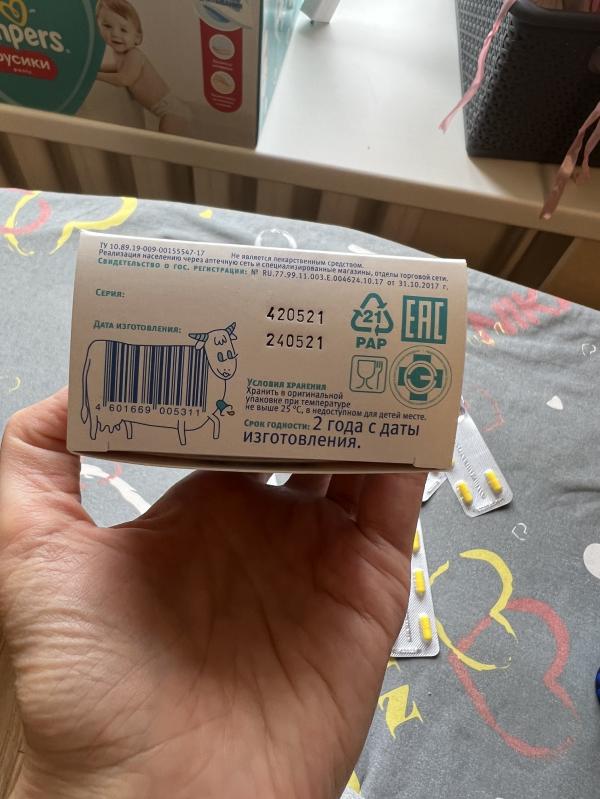 mpers
русики
ТУ 10.89.19-009-00155547-17 Не является лекарственным средством.
Реализация населению через аптечную сеть и специализированные магазины, отделы торговой сети.
Свидетельство о гос. регистрации: № RU.77.99.11.003.Е.004624.10.17 от 31.10.2017 г.
Серия: 420521
Дата изготовления: 240521
21
PAP
EAC
4 601669 005311
Условия хранения
Хранить в оригинальной
упаковке при температуре
не выше 25 °С, в недоступном для детей месте.
Срок годности: 2 года с даты
изготовления.